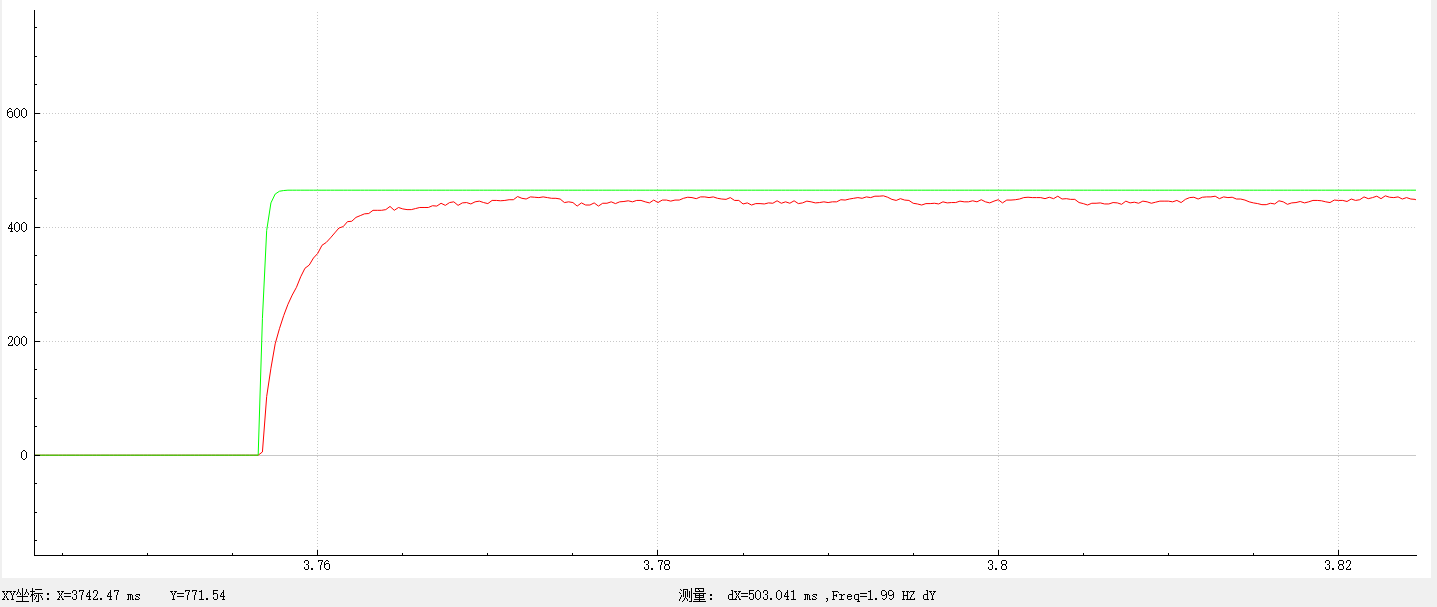 600
400
200
0
3.76 3.78 3.8 3.82
XY坐标: X=3742.47 ms Y=771.54 测量: dX=503.041 ms ,Freq=1.99 HZ dY